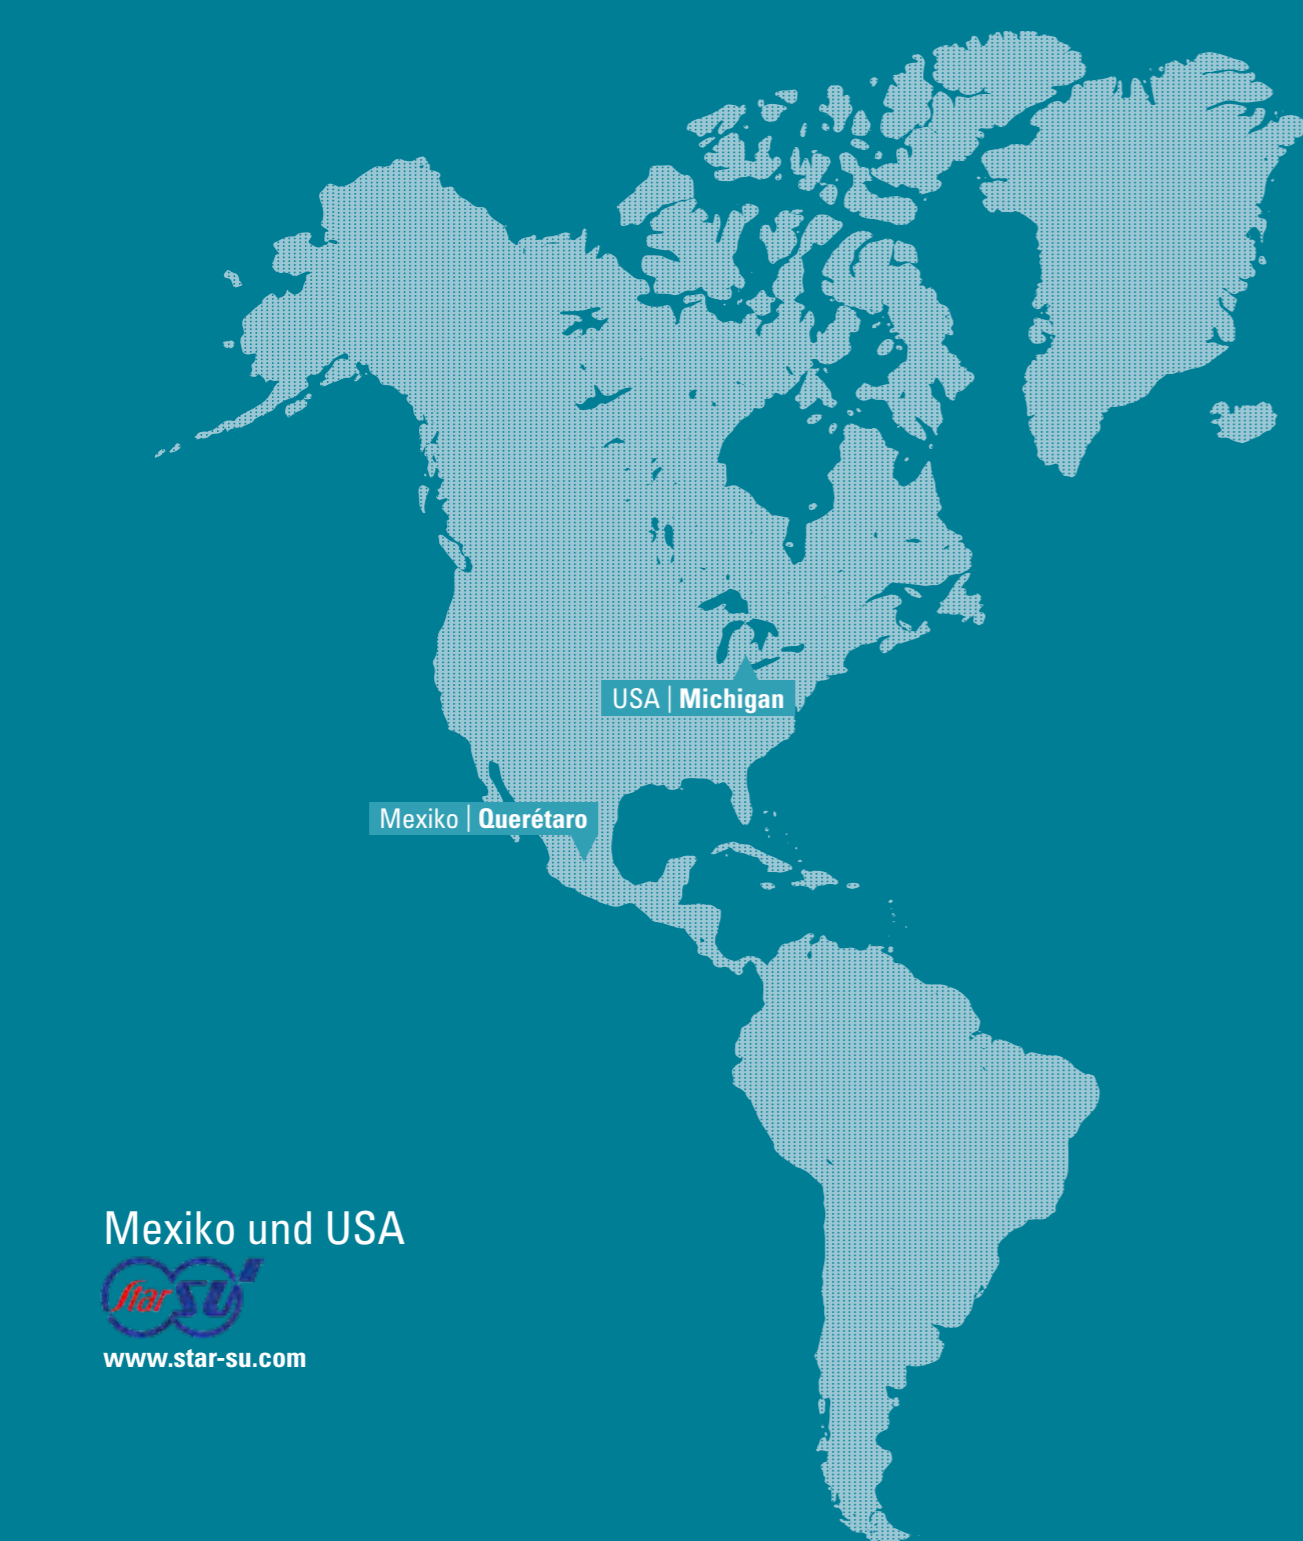 USA | Michigan
Mexiko | Querétaro
Mexiko und USA
star SU
www.star-su.com